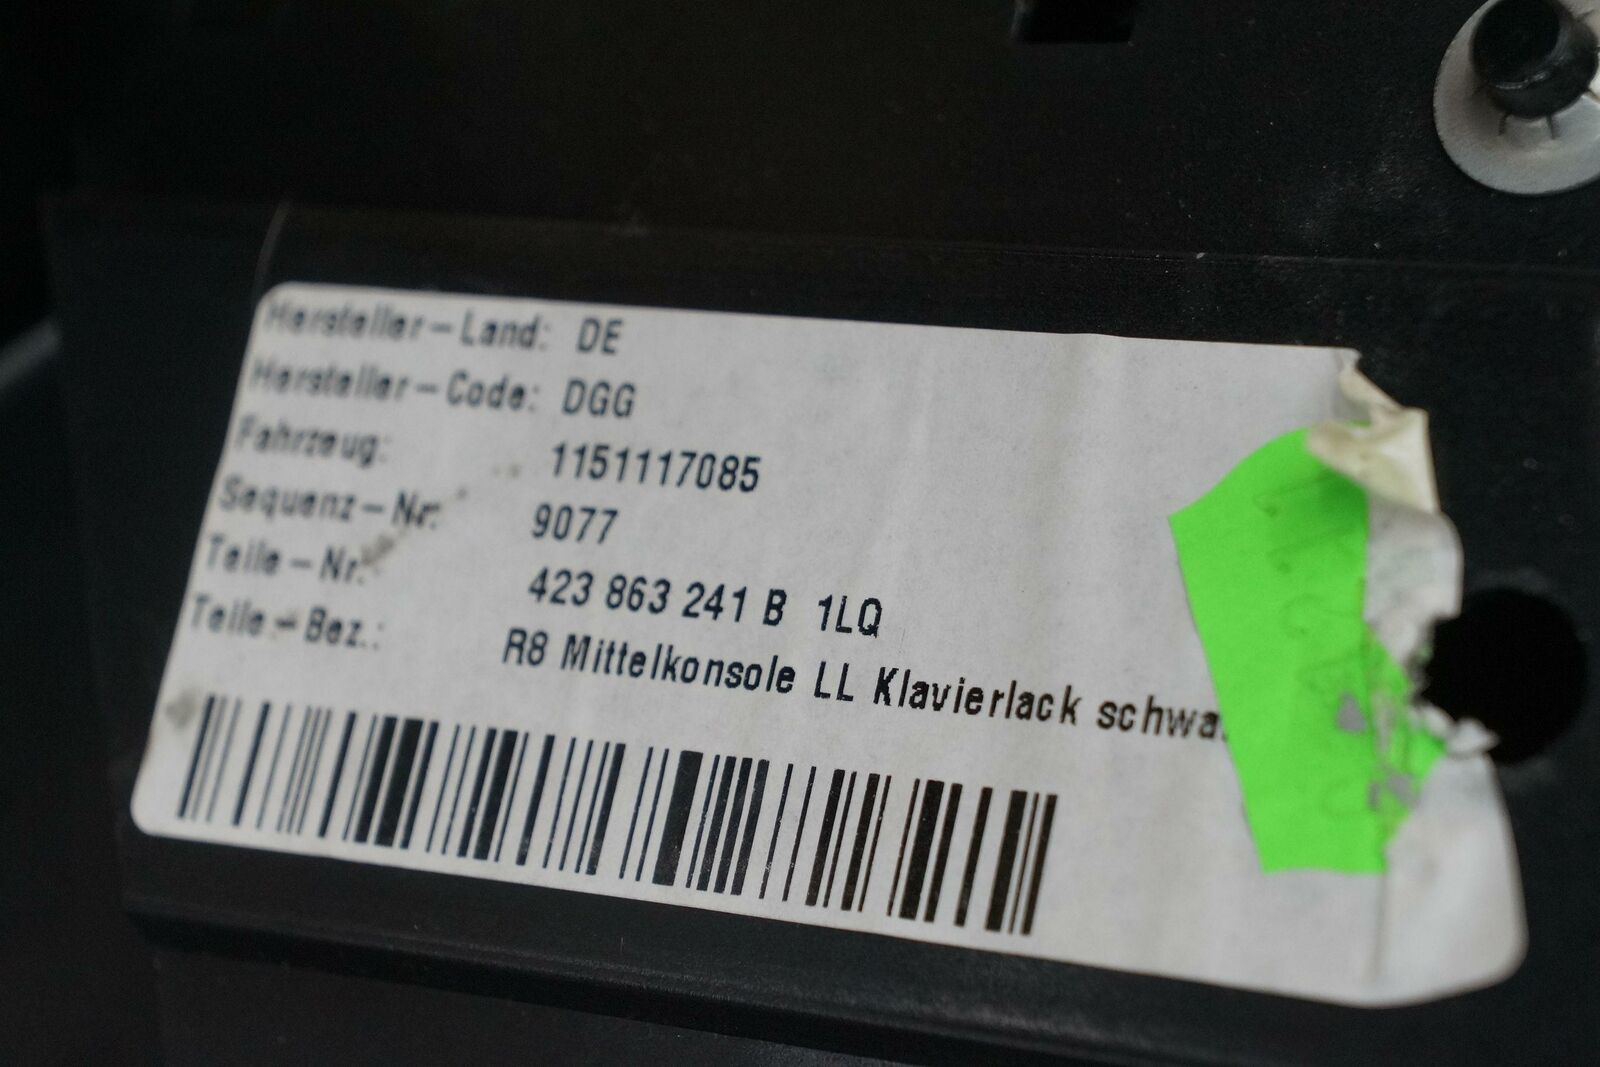 Hersteller-Land: DE
Hersteller-Code: DGG
Fahrzeug: 1151117085
Sequenz-Nr: 9077
Teile-Nr: 423 863 241 B 1LQ
Teile-Bez.: R8 Mittelkonsole LL Klavierlack schwa